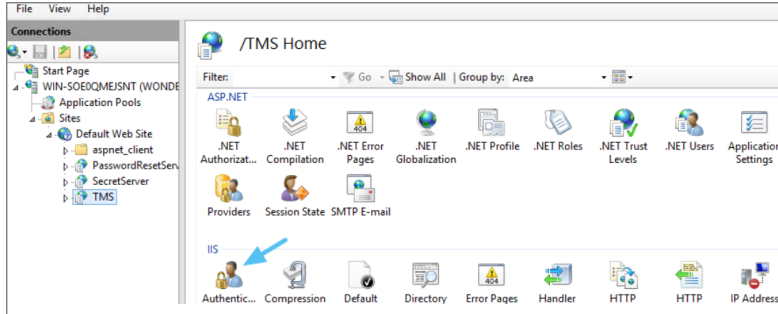 File View Help
Connections
Start Page
WIN-SOE0QMEJSNT (WONDE
Application Pools
Sites
Default Web Site
aspnet_client
PasswordResetServ
SecretServer
TMS
/TMS Home
Filter: Go Show All Group by: Area
ASP.NET
.NET Authorizat...
.NET Compilation
.NET Error Pages
404
.NET Globalization
.NET Profile
.NET Roles
.NET Trust Levels
.NET Users
Application Settings
Providers
Session State
SMTP E-mail
IIS
Authentic...
Compression
Default
Directory
Error Pages
404
Handler
HTTP
HTTP
IP Address